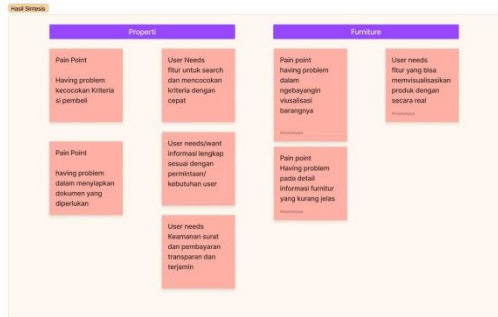 Hasil Sintesis
Properti
Furniture
Pain Point
Having problem
kecocokan Kriteria
si pembeli
User Needs
fitur untuk search
dan mencocokan
kriteria dengan
cepat
Pain Point
having problem
dalam menyiapkan
dokumen yang
diperlukan
User needs/want
informasi lengkap
sesuai dengan
permintaan/
kebutuhan user
User needs
Keamanan surat
dan pembayaran
transparan dan
terjamin
Pain point
having problem
dalam
ngebayangin
viusalisasi
barangnya
User needs
fitur yang bisa
memvisualisasikan
produk dengan
secara real
Pain point
Having problem
pada detail
Informasi furnitur
yang kurang jelas